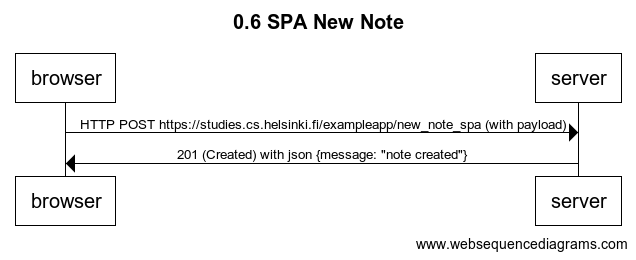 0.6 SPA New Note
browser server
HTTP POST https://studies.cs.helsinki.fi/exampleapp/new_note_spa (with payload)
201 (Created) with json {message: "note created"}
browser server
www.websequencediagrams.com